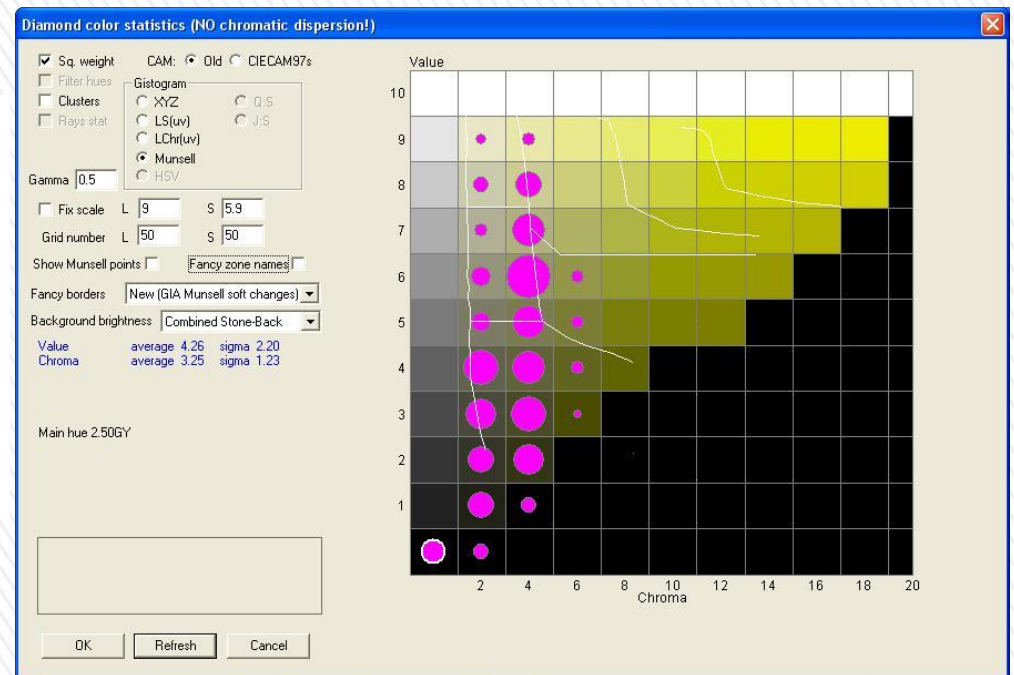 Diamond color statistics (NO chromatic dispersion!)
Sq. weight CAM: Old CIECAM97s
Filter hues Gistogram
Clusters XYZ Q:S
Rays stat LS(uv) J:S
LChr(uv)
Munsell
Gamma 0.5 HSV
Fix scale L 9 S 5.9
Grid number L 50 S 50
Show Munsell points Fancy zone names
Fancy borders New (GIA Munsell soft changes)
Background brightness Combined Stone-Back
Value average 4.26 sigma 2.20
Chroma average 3.25 sigma 1.23
Main hue 2.50GY
OK Refresh Cancel
Value
10
9
8
7
6
5
4
3
2
1
2 4 6 8 10 12 14 16 18 20
Chroma